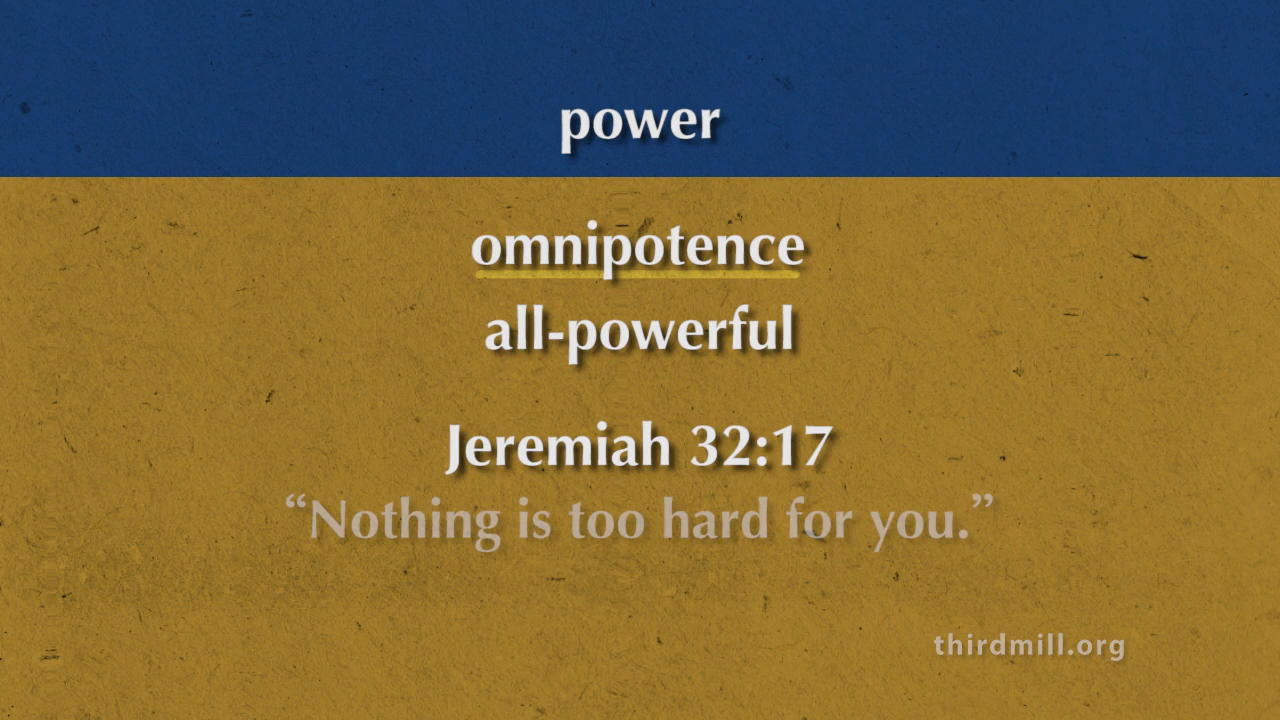 power
omnipotence
all-powerful
Jeremiah 32:17
“Nothing is too hard for you.”
thirdmill.org